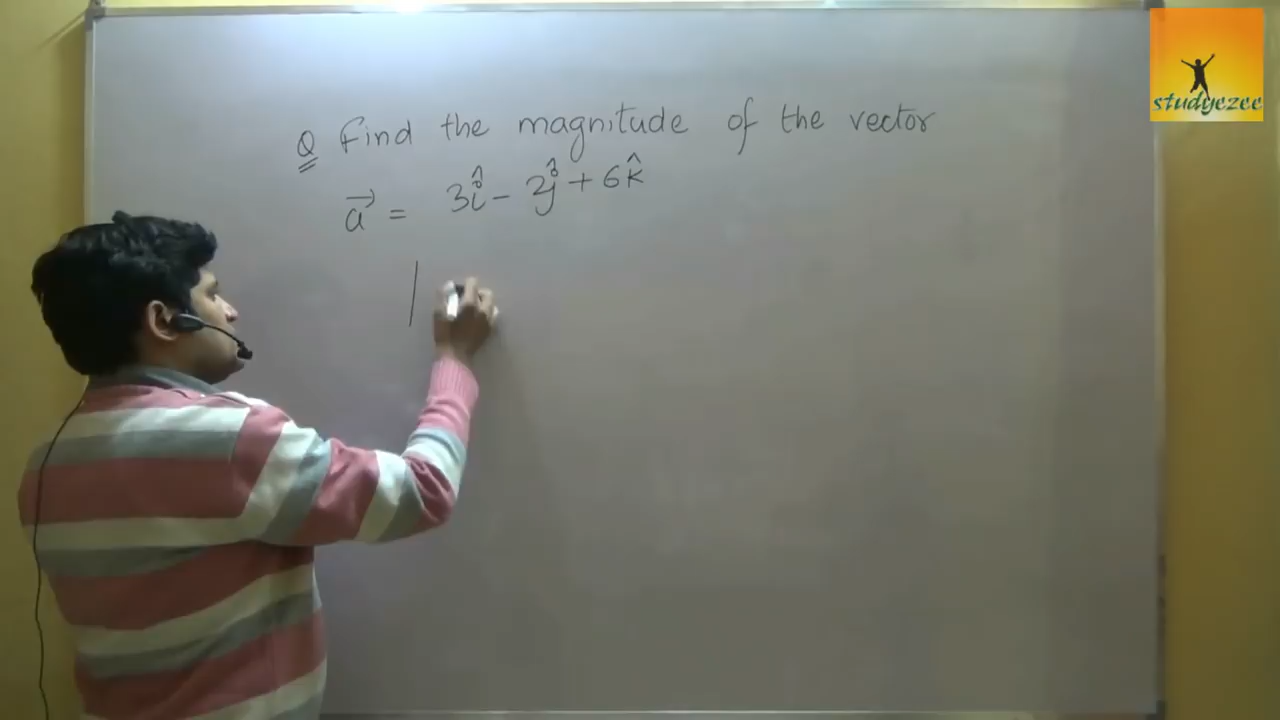 studyezee
Q Find the magnitude of the vector
a⃗ = 3î - 2ĵ + 6k̂
|